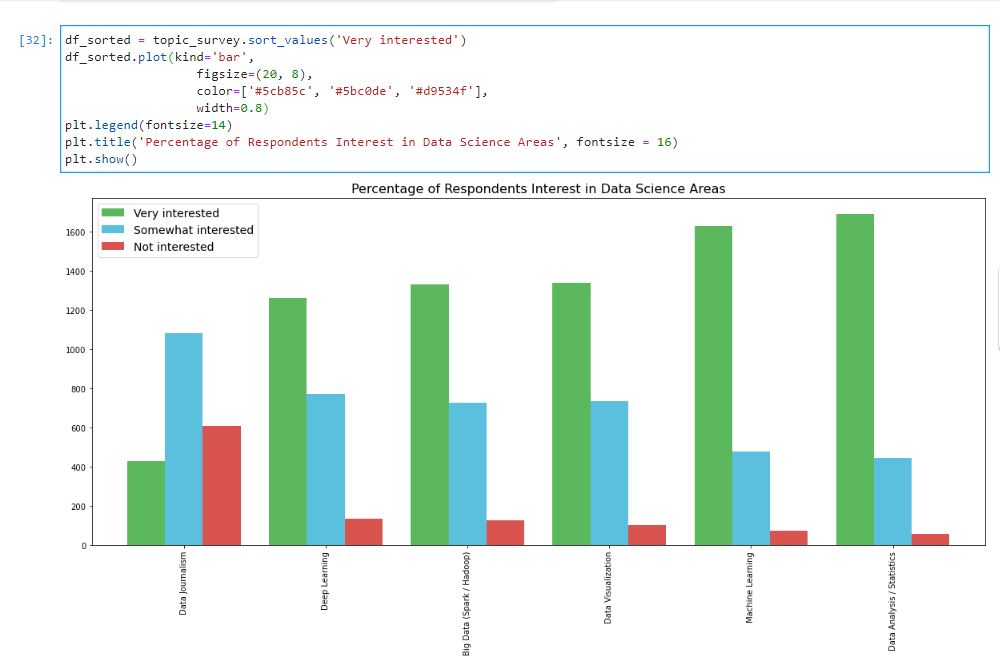 [32]: df_sorted = topic_survey.sort_values('Very interested')
df_sorted.plot(kind='bar',
figsize=(20, 8),
color=['#5cb85c', '#5bc0de', '#d9534f'],
width=0.8)
plt.legend(fontsize=14)
plt.title('Percentage of Respondents Interest in Data Science Areas', fontsize = 16)
plt.show()
Percentage of Respondents Interest in Data Science Areas
Very interested
Somewhat interested
Not interested
1600
1400
1200
1000
800
600
400
200
0
Data Journalism
Deep Learning
Big Data (Spark / Hadoop)
Data Visualization
Machine Learning
Data Analysis / Statistics